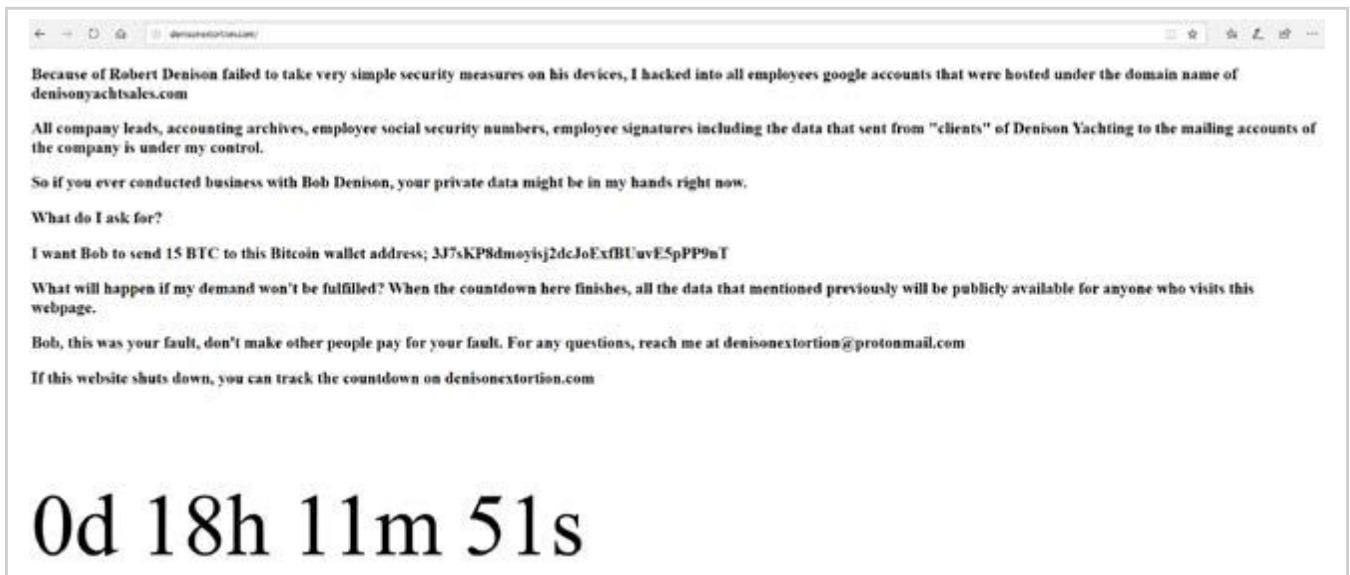 denisonextortion.com/
Because of Robert Denison failed to take very simple security measures on his devices, I hacked into all employees google accounts that were hosted under the domain name of
denisonyachtsales.com
All company leads, accounting archives, employee social security numbers, employee signatures including the data that sent from "clients" of Denison Yachting to the mailing accounts of
the company is under my control.
So if you ever conducted business with Bob Denison, your private data might be in my hands right now.
What do I ask for?
I want Bob to send 15 BTC to this Bitcoin wallet address; 3J7sKP8dmoyisj2dcJoExfBUuvE5pPP9nT
What will happen if my demand won't be fulfilled? When the countdown here finishes, all the data that mentioned previously will be publicly available for anyone who visits this
webpage.
Bob, this was your fault, don't make other people pay for your fault. For any questions, reach me at denisonextortion@protonmail.com
If this website shuts down, you can track the countdown on denisonextortion.com
0d 18h 11m 51s